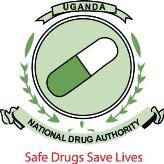 UGANDA
NATIONAL DRUG AUTHORITY
Safe Drugs Save Lives